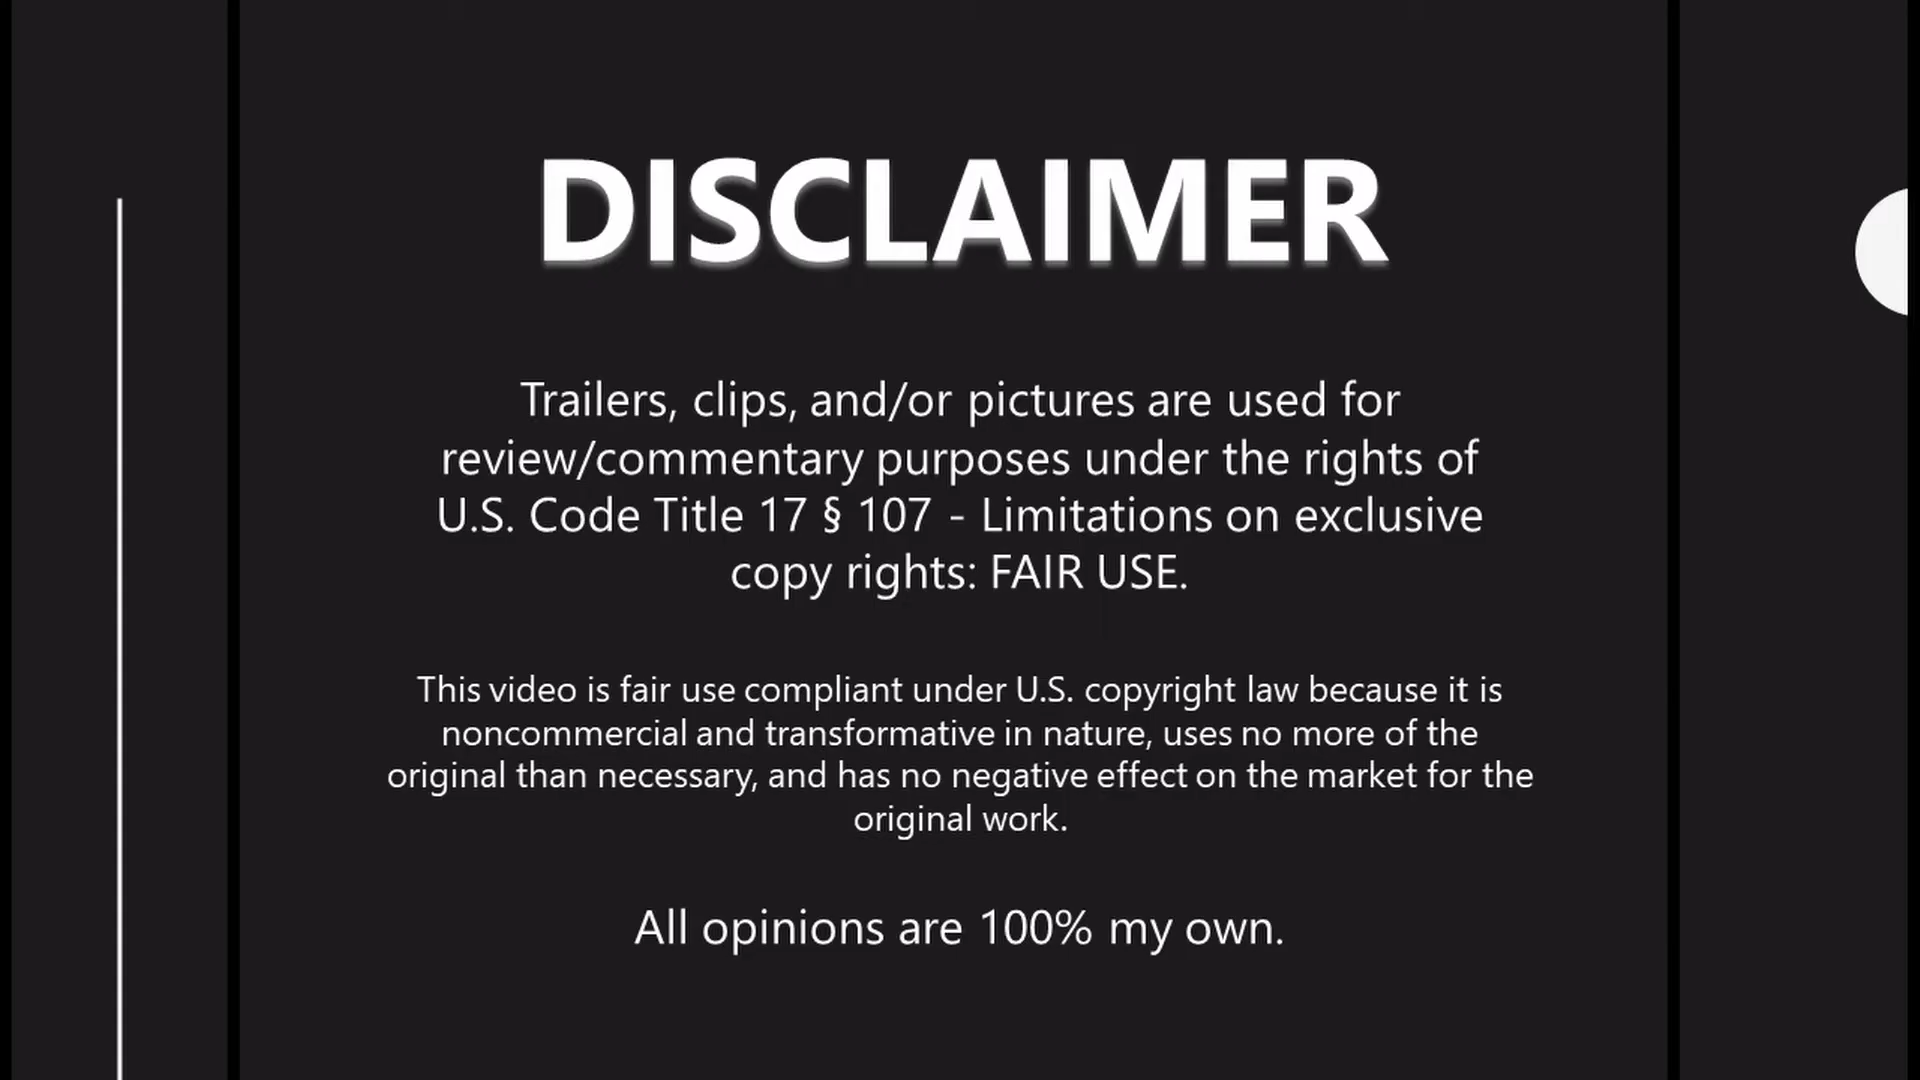 DISCLAIMER
Trailers, clips, and/or pictures are used for
review/commentary purposes under the rights of
U.S. Code Title 17 § 107 - Limitations on exclusive
copy rights: FAIR USE.
This video is fair use compliant under U.S. copyright law because it is
noncommercial and transformative in nature, uses no more of the
original than necessary, and has no negative effect on the market for the
original work.
All opinions are 100% my own.